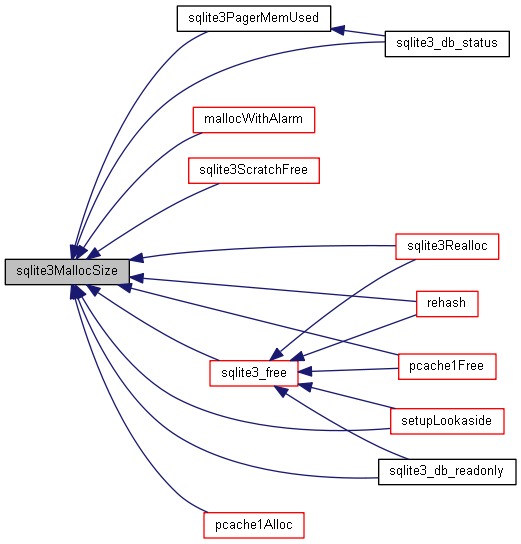 sqlite3PagerMemUsed
sqlite3_db_status
mallocWithAlarm
sqlite3ScratchFree
sqlite3Realloc
sqlite3MallocSize
rehash
pcache1Free
sqlite3_free
setupLookaside
sqlite3_db_readonly
pcache1Alloc